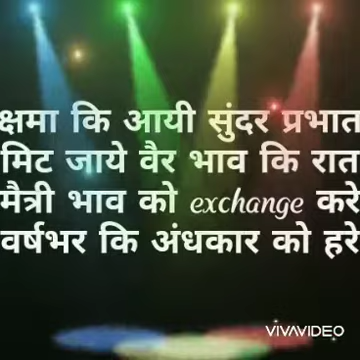 क्षमा कि आयी सुंदर प्रभात
मिट जाये वैर भाव कि रात
मैत्री भाव को exchange करे
वर्षभर कि अंधकार को हरे
VIVAVIDEO